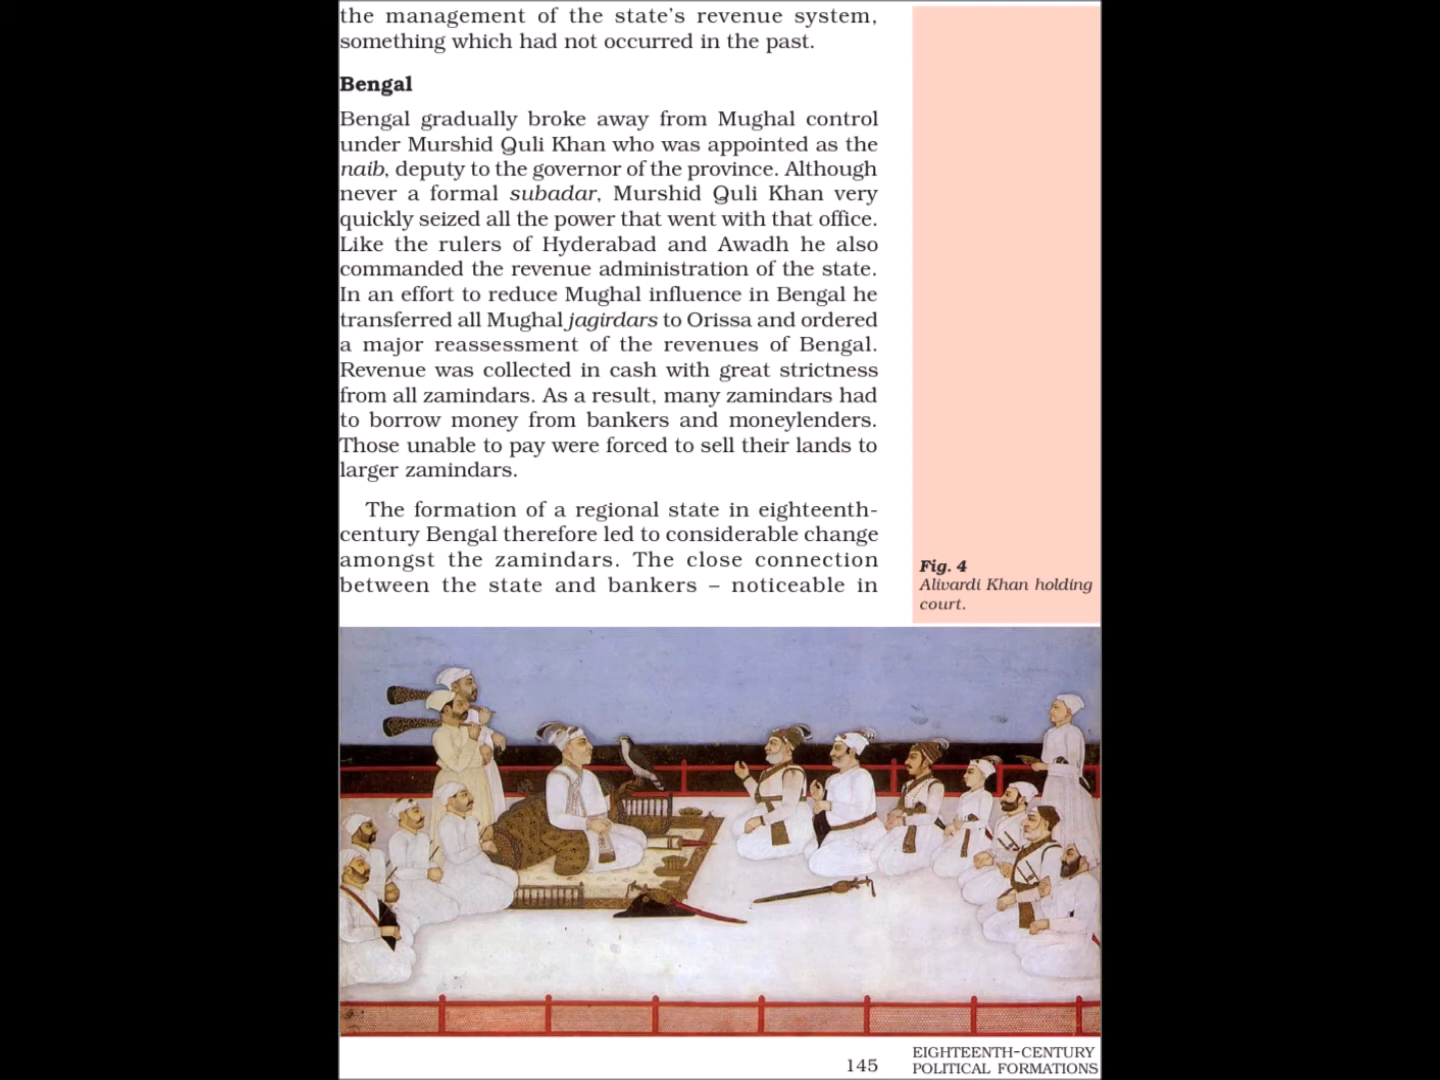 the management of the state's revenue system,
something which had not occurred in the past.
Bengal
Bengal gradually broke away from Mughal control
under Murshid Quli Khan who was appointed as the
naib, deputy to the governor of the province. Although
never a formal subadar, Murshid Quli Khan very
quickly seized all the power that went with that office.
Like the rulers of Hyderabad and Awadh he also
commanded the revenue administration of the state.
In an effort to reduce Mughal influence in Bengal he
transferred all Mughal jagirdars to Orissa and ordered
a major reassessment of the revenues of Bengal.
Revenue was collected in cash with great strictness
from all zamindars. As a result, many zamindars had
to borrow money from bankers and moneylenders.
Those unable to pay were forced to sell their lands to
larger zamindars.
The formation of a regional state in eighteenth-
century Bengal therefore led to considerable change
amongst the zamindars. The close connection
between the state and bankers – noticeable in
Fig. 4
Alivardi Khan holding
court.
145
EIGHTEENTH-CENTURY
POLITICAL FORMATIONS